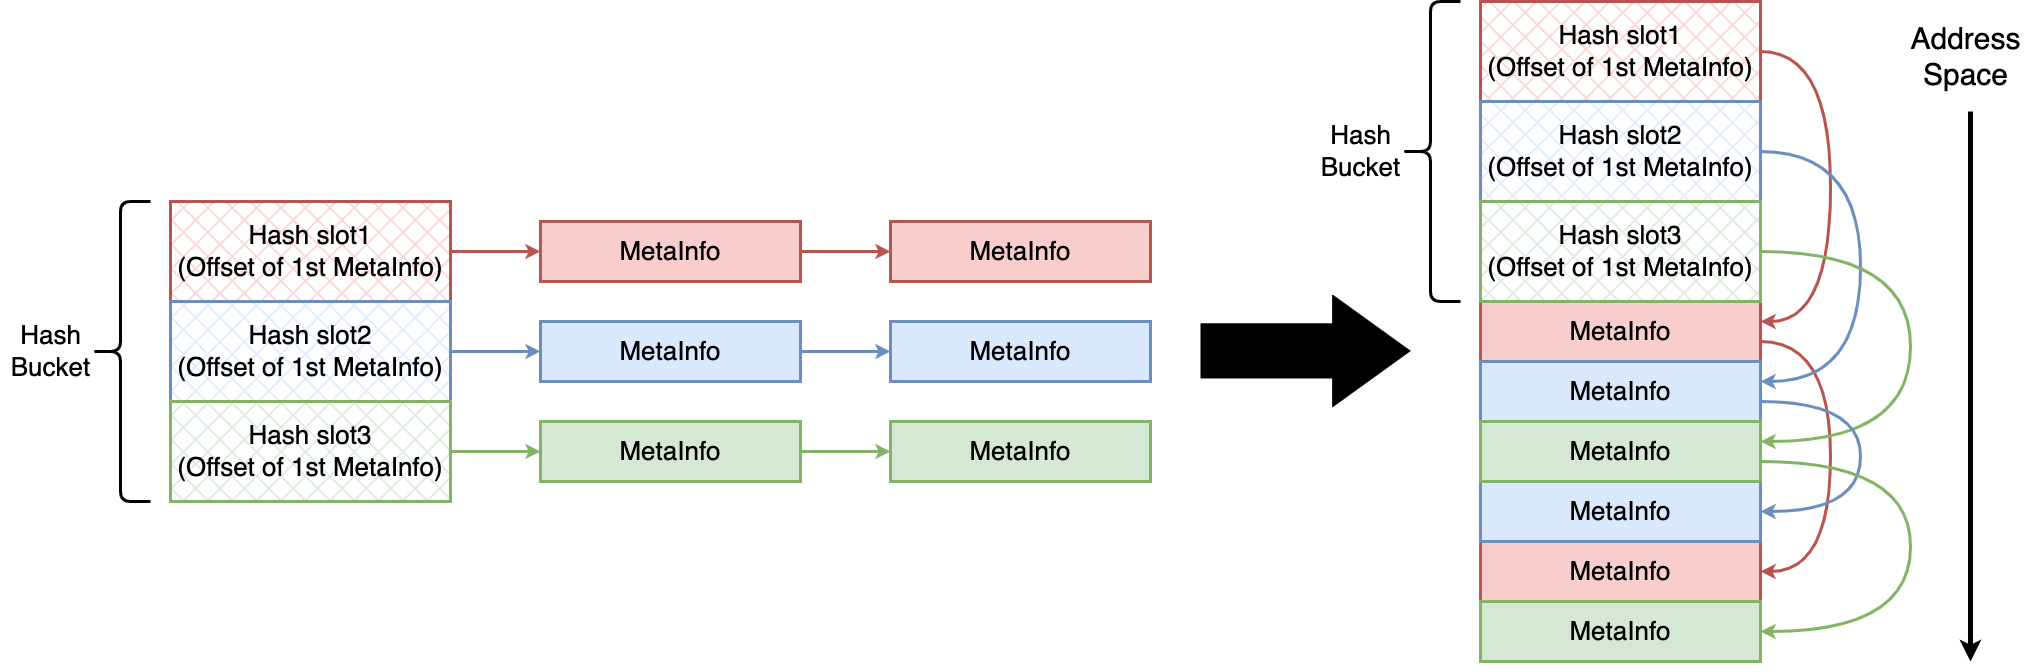 Hash
Bucket
Hash slot1
(Offset of 1st MetaInfo)
MetaInfo
MetaInfo
Hash slot2
(Offset of 1st MetaInfo)
MetaInfo
MetaInfo
Hash slot3
(Offset of 1st MetaInfo)
MetaInfo
MetaInfo
Hash
Bucket
Hash slot1
(Offset of 1st MetaInfo)
Hash slot2
(Offset of 1st MetaInfo)
Hash slot3
(Offset of 1st MetaInfo)
MetaInfo
MetaInfo
MetaInfo
MetaInfo
MetaInfo
MetaInfo
Address
Space